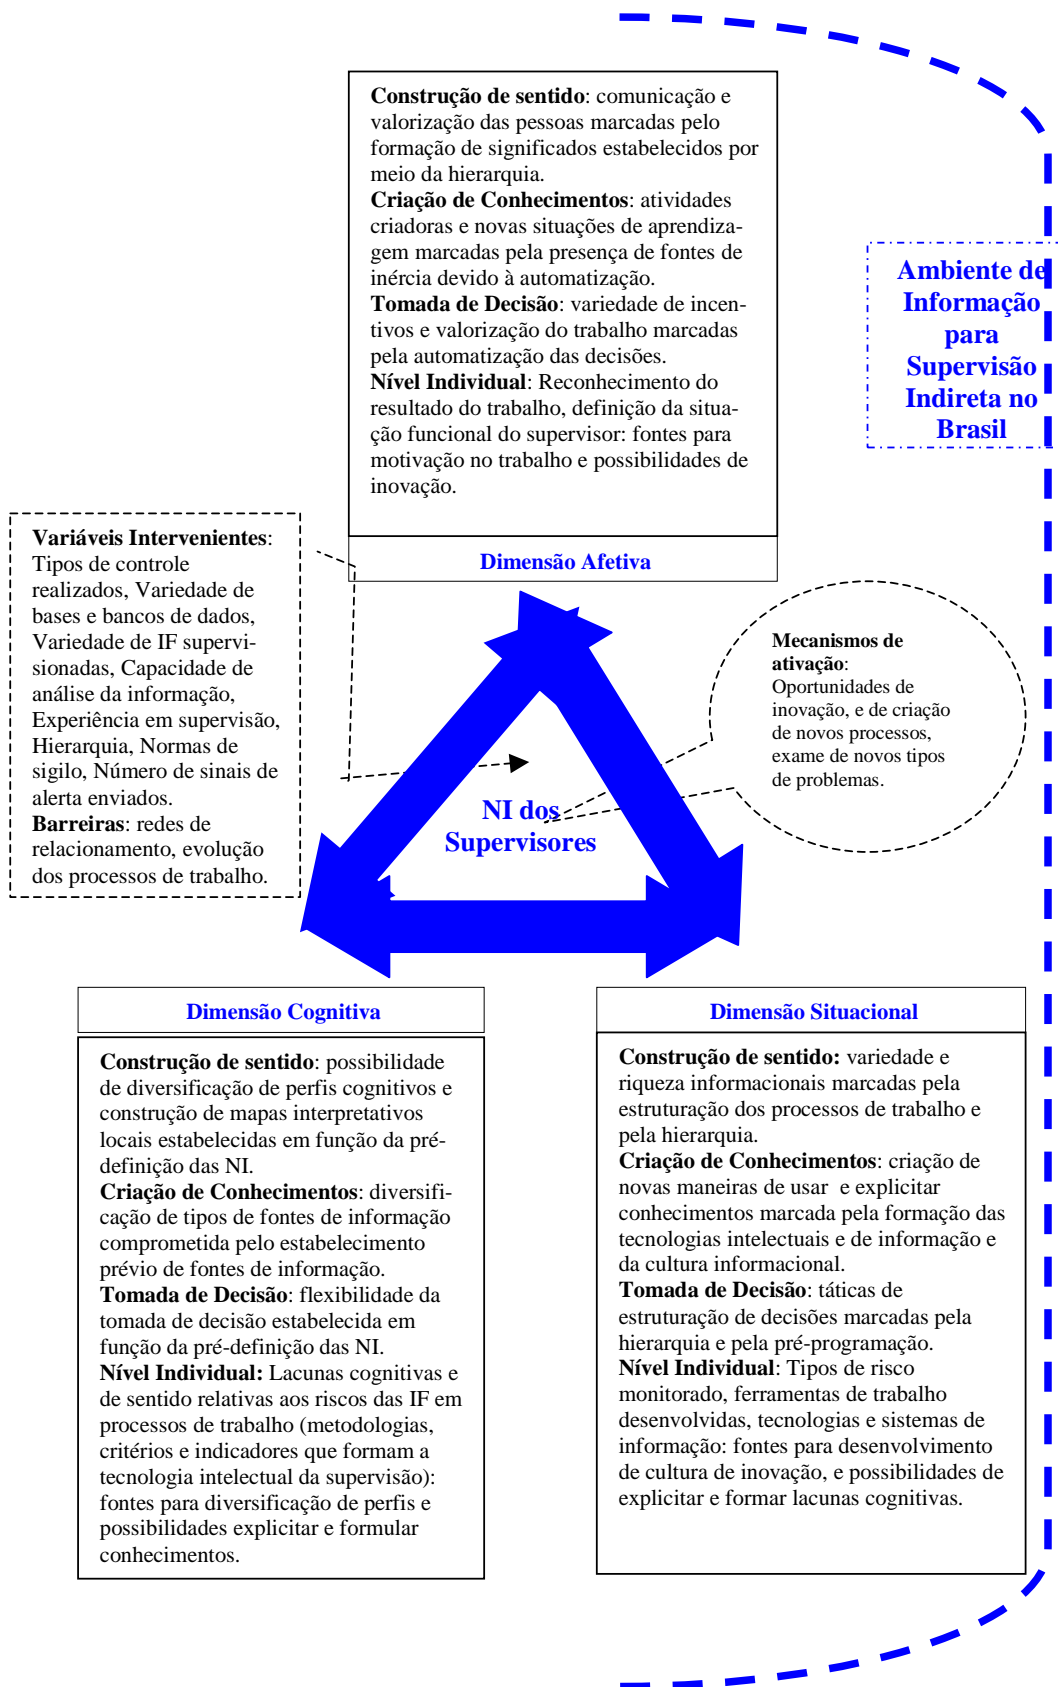 Construção de sentido: comunicação e
valorização das pessoas marcadas pelo
formação de significados estabelecidos por
meio da hierarquia.
Criação de Conhecimentos: atividades
criadoras e novas situações de aprendiza-
gem marcadas pela presença de fontes de
inércia devido à automatização.
Tomada de Decisão: variedade de incen-
tivos e valorização do trabalho marcadas
pela automatização das decisões.
Nível Individual: Reconhecimento do
resultado do trabalho, definição da situa-
ção funcional do supervisor: fontes para
motivação no trabalho e possibilidades de
inovação.
Dimensão Afetiva
Ambiente de
Informação
para
Supervisão
Indireta no
Brasil
Variáveis Intervenientes:
Tipos de controle
realizados, Variedade de
bases e bancos de dados,
Variedade de IF supervi-
sionadas, Capacidade de
análise da informação,
Experiência em supervisão,
Hierarquia, Normas de
sigilo, Número de sinais de
alerta enviados.
Barreiras: redes de
relacionamento, evolução
dos processos de trabalho.
Mecanismos de
ativação:
Oportunidades de
inovação, e de criação
de novos processos,
exame de novos tipos
de problemas.
NI dos
Supervisores
Dimensão Cognitiva
Construção de sentido: possibilidade
de diversificação de perfis cognitivos e
construção de mapas interpretativos
locais estabelecidas em função da pré-
definição das NI.
Criação de Conhecimentos: diversifi-
cação de tipos de fontes de informação
comprometida pelo estabelecimento
prévio de fontes de informação.
Tomada de Decisão: flexibilidade da
tomada de decisão estabelecida em
função da pré-definição das NI.
Nível Individual: Lacunas cognitivas e
de sentido relativas aos riscos das IF em
processos de trabalho (metodologias,
critérios e indicadores que formam a
tecnologia intelectual da supervisão):
fontes para diversificação de perfis e
possibilidades explicitar e formular
conhecimentos.
Dimensão Situacional
Construção de sentido: variedade e
riqueza informacionais marcadas pela
estruturação dos processos de trabalho e
pela hierarquia.
Criação de Conhecimentos: criação de
novas maneiras de usar e explicitar
conhecimentos marcada pela formação das
tecnologias intelectuais e de informação e
da cultura informacional.
Tomada de Decisão: táticas de
estruturação de decisões marcadas pela
hierarquia e pela pré-programação.
Nível Individual: Tipos de risco
monitorado, ferramentas de trabalho
desenvolvidas, tecnologias e sistemas de
informação: fontes para desenvolvimento
de cultura de inovação, e possibilidades de
explicitar e formar lacunas cognitivas.